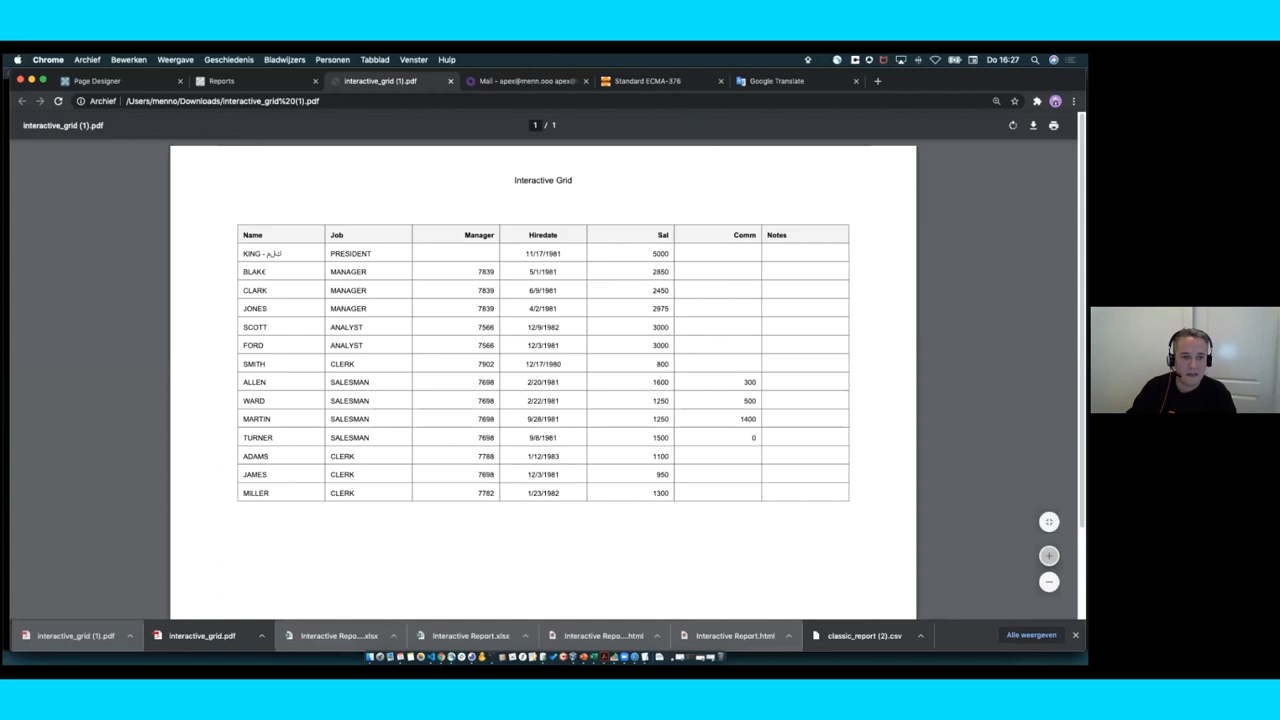 Chrome Archief Bewerken Weergave Geschiedenis Bladwijzers Personen Tabblad Venster Help Do 16:27
Page Designer Reports interactive_grid (1).pdf Mail – apex@menn.ooo apex@ Standard ECMA-376 Google Translate
Archief /Users/menno/Downloads/interactive_grid%20(1).pdf
interactive_grid (1).pdf 1 / 1
Interactive Grid
Name Job Manager Hiredate Sal Comm Notes
KING - كلم PRESIDENT 11/17/1981 5000
BLAK€ MANAGER 7839 5/1/1981 2850
CLARK MANAGER 7839 6/9/1981 2450
JONES MANAGER 7839 4/2/1981 2975
SCOTT ANALYST 7566 12/9/1982 3000
FORD ANALYST 7566 12/3/1981 3000
SMITH CLERK 7902 12/17/1980 800
ALLEN SALESMAN 7698 2/20/1981 1600 300
WARD SALESMAN 7698 2/22/1981 1250 500
MARTIN SALESMAN 7698 9/28/1981 1250 1400
TURNER SALESMAN 7698 9/8/1981 1500 0
ADAMS CLERK 7788 1/12/1983 1100
JAMES CLERK 7698 12/3/1981 950
MILLER CLERK 7782 1/23/1982 1300
interactive_grid (1).pdf interactive_grid.pdf Interactive Repo....xlsx Interactive Report.xlsx Interactive Repo....html Interactive Report.html classic_report (2).csv Alle weergeven